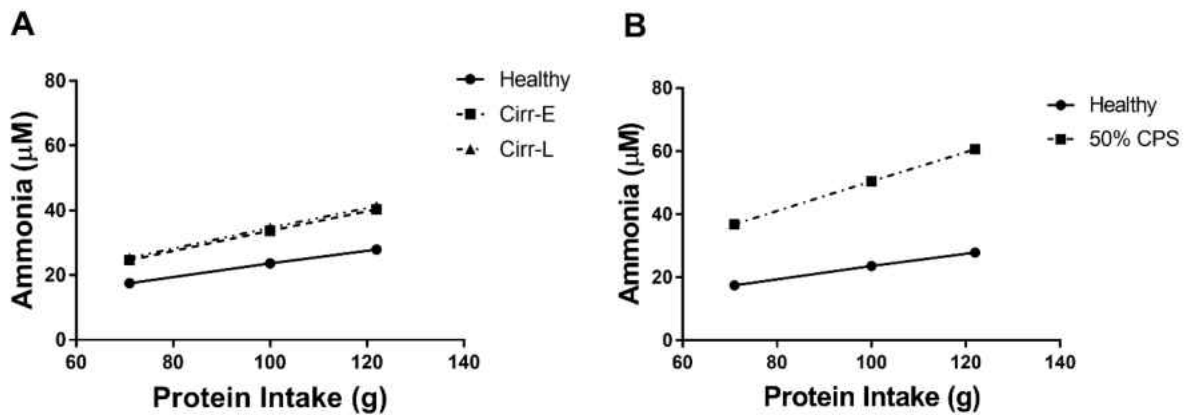 A
Ammonia (μM)
80
60
40
20
0
60
80
100
120
140
Protein Intake (g)
Healthy
Cirr-E
Cirr-L
B
Ammonia (μM)
80
60
40
20
0
60
80
100
120
140
Protein Intake (g)
Healthy
50% CPS